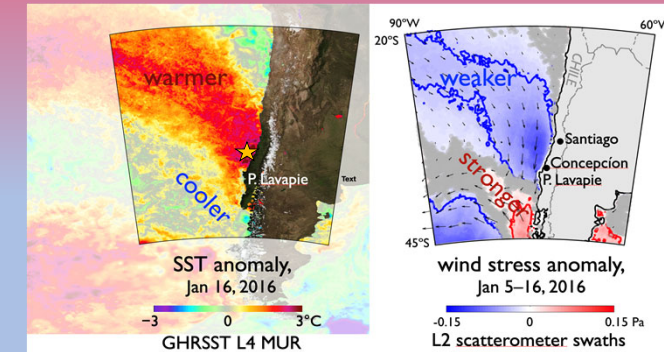 warmer
cooler
P. Lavapie
Text
SST anomaly,
Jan 16, 2016
−3 0 3°C
GHRSST L4 MUR
90°W 60°W
20°S
weaker
CHILE
Santiago
Concepcíon
P. Lavapie
stronger
45°S
wind stress anomaly,
Jan 5–16, 2016
-0.15 0 0.15 Pa
L2 scatterometer swaths